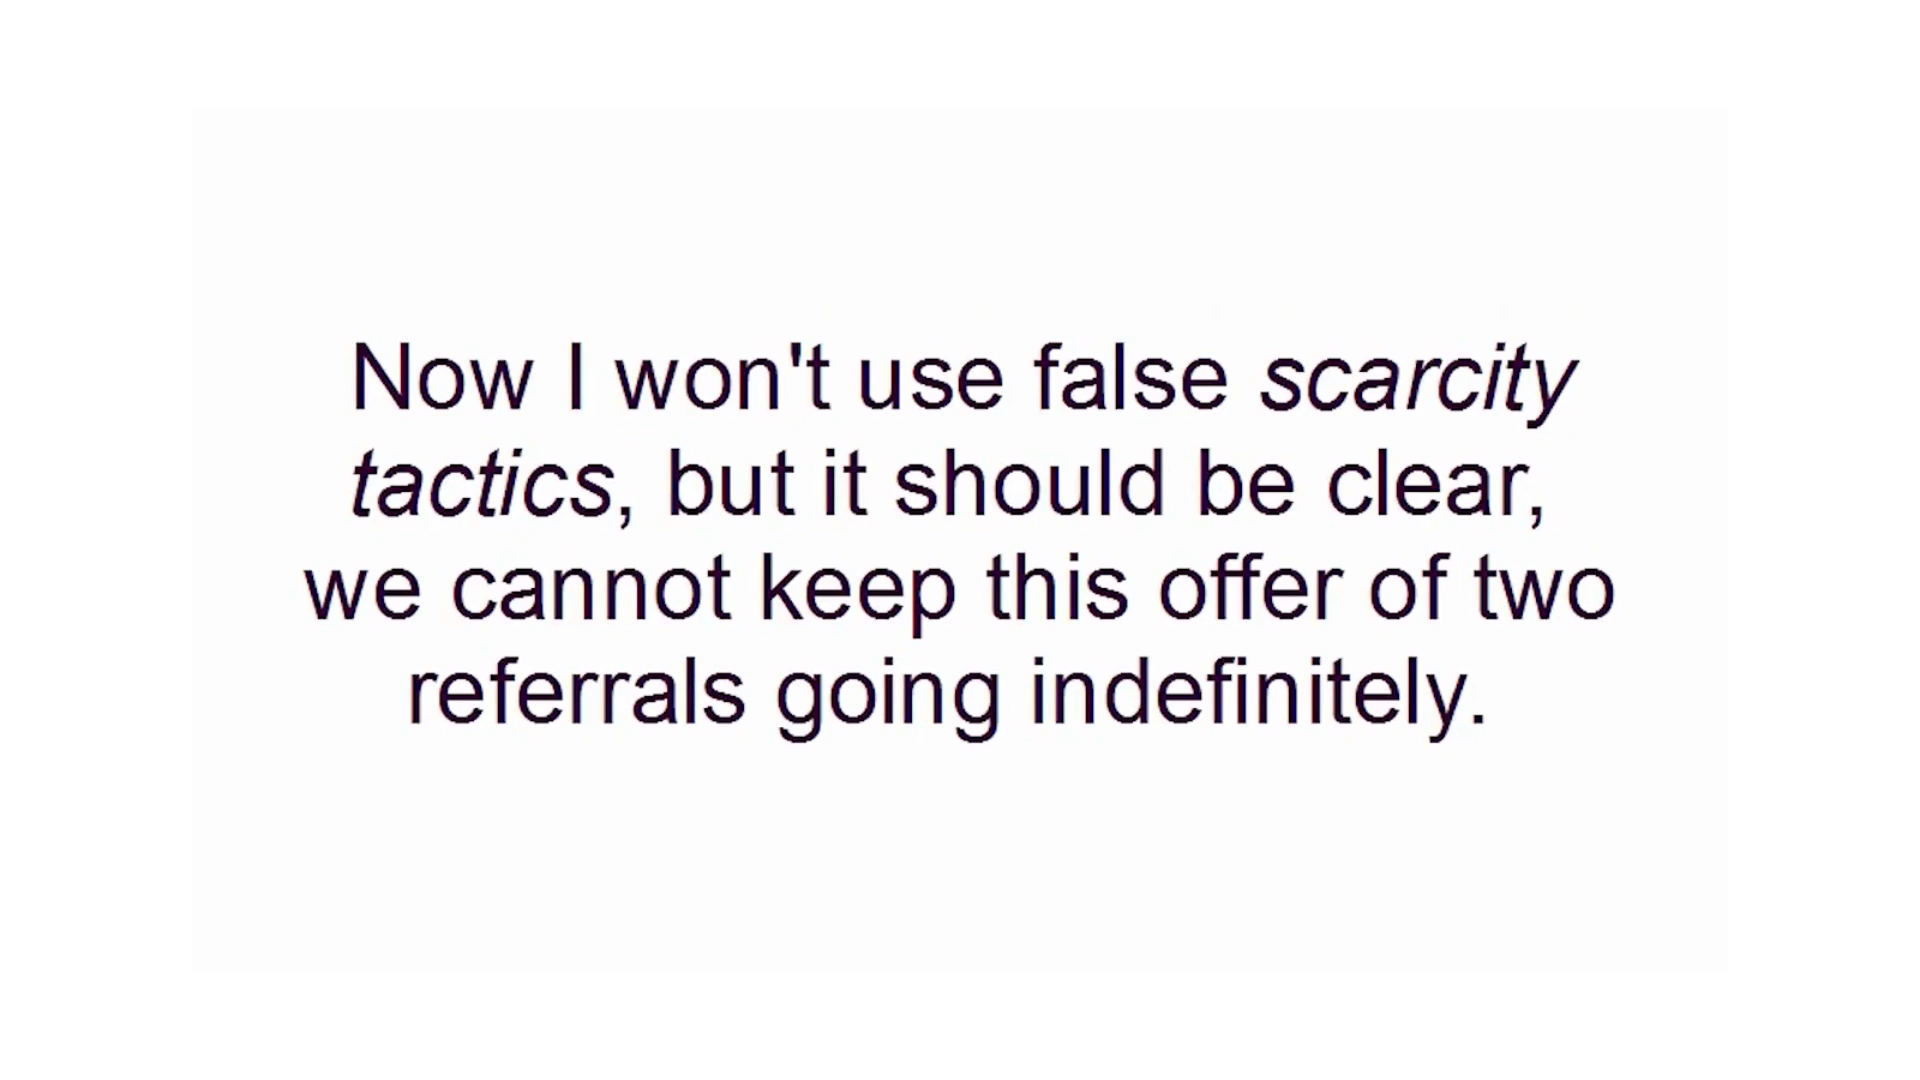 Now I won't use false scarcity
tactics, but it should be clear,
we cannot keep this offer of two
referrals going indefinitely.